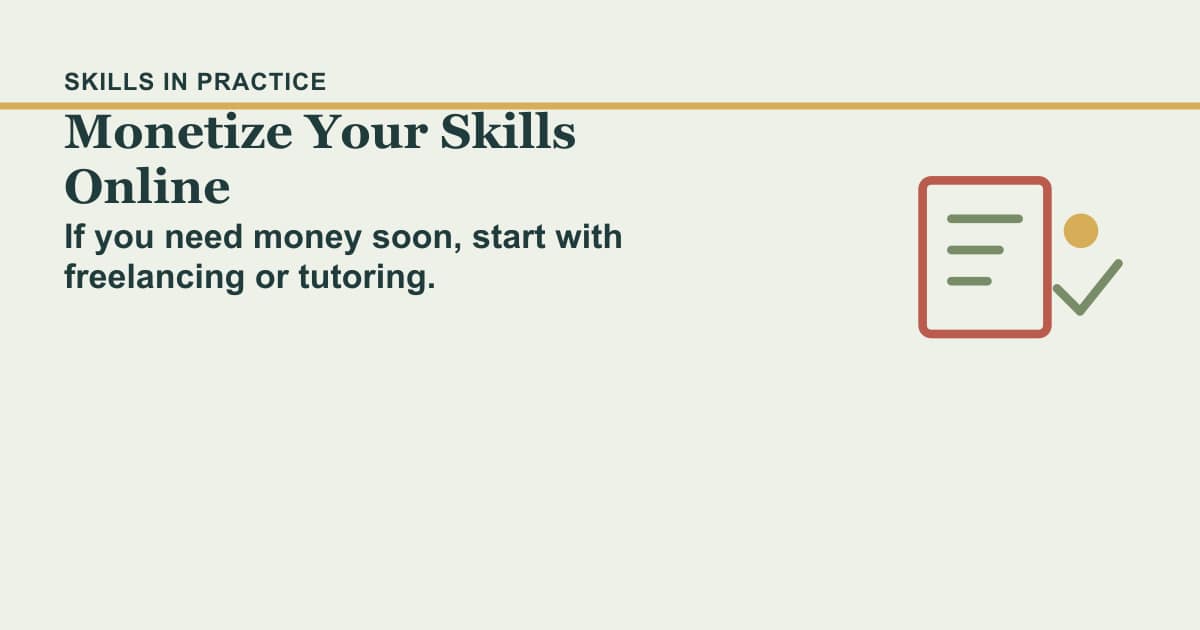 SKILLS IN PRACTICE
Monetize Your Skills
Online
If you need money soon, start with
freelancing or tutoring.